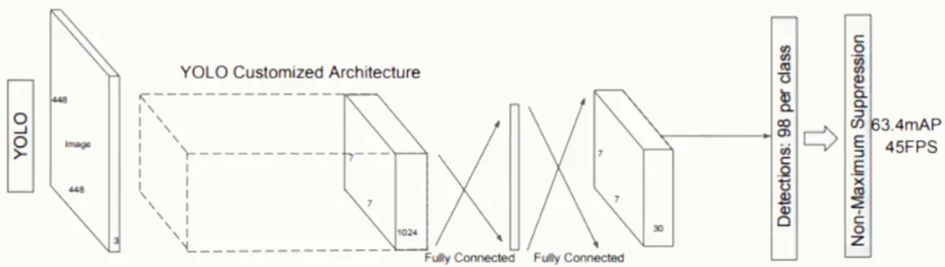 YOLO
448
Image
448
3
YOLO Customized Architecture
7
7
1024
Fully Connected
Fully Connected
7
7
30
Detections: 98 per class
Non-Maximum Suppression
63.4mAP
45FPS